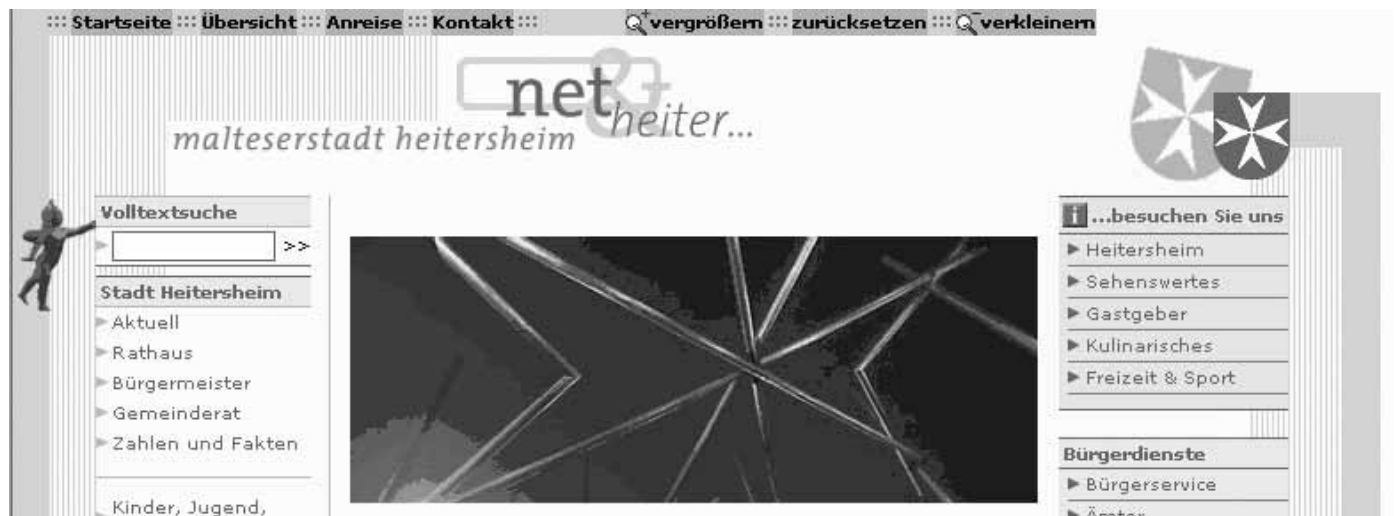 ::: Startseite ::: Übersicht ::: Anreise ::: Kontakt ::: vergrößern ::: zurücksetzen ::: verkleinern
net & heiter...
malteserstadt heitersheim
Volltextsuche
>>
Stadt Heitersheim
Aktuell
Rathaus
Bürgermeister
Gemeinderat
Zahlen und Fakten
Kinder, Jugend,
i ...besuchen Sie uns
Heitersheim
Sehenswertes
Gastgeber
Kulinarisches
Freizeit & Sport
Bürgerdienste
Bürgerservice
Ämter